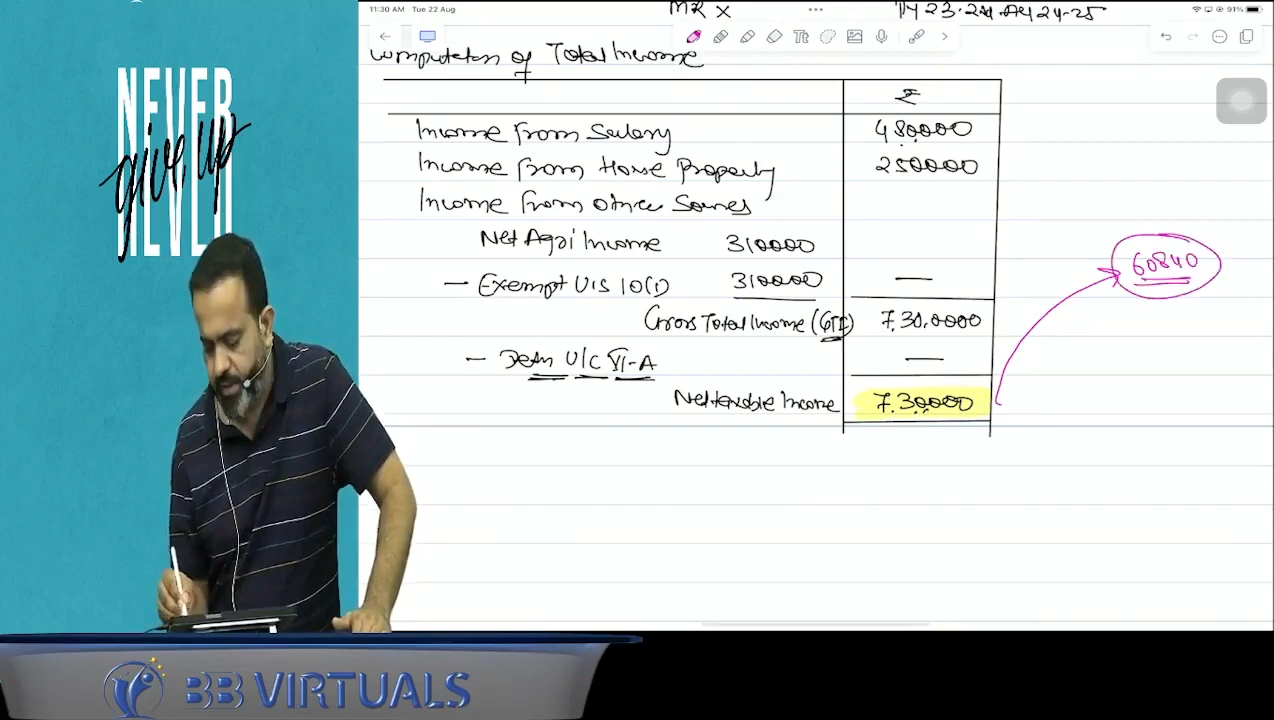 11:30 AM Tue 22 Aug
MR X
PY 23-24 AY 24-25
91%
Computation of Total Income
₹
Income from Salary 480000
Income from House Property 250000
Income from Other Sources
Net Agri Income 310000
- Exempt U/S 10(1) 310000 —
Gross Total Income (GTI) 7,30,0000
- Dedn U/C VI-A —
Net taxable Income 7,30,000
60840
NEVER
give up
NEVER
BB VIRTUALS